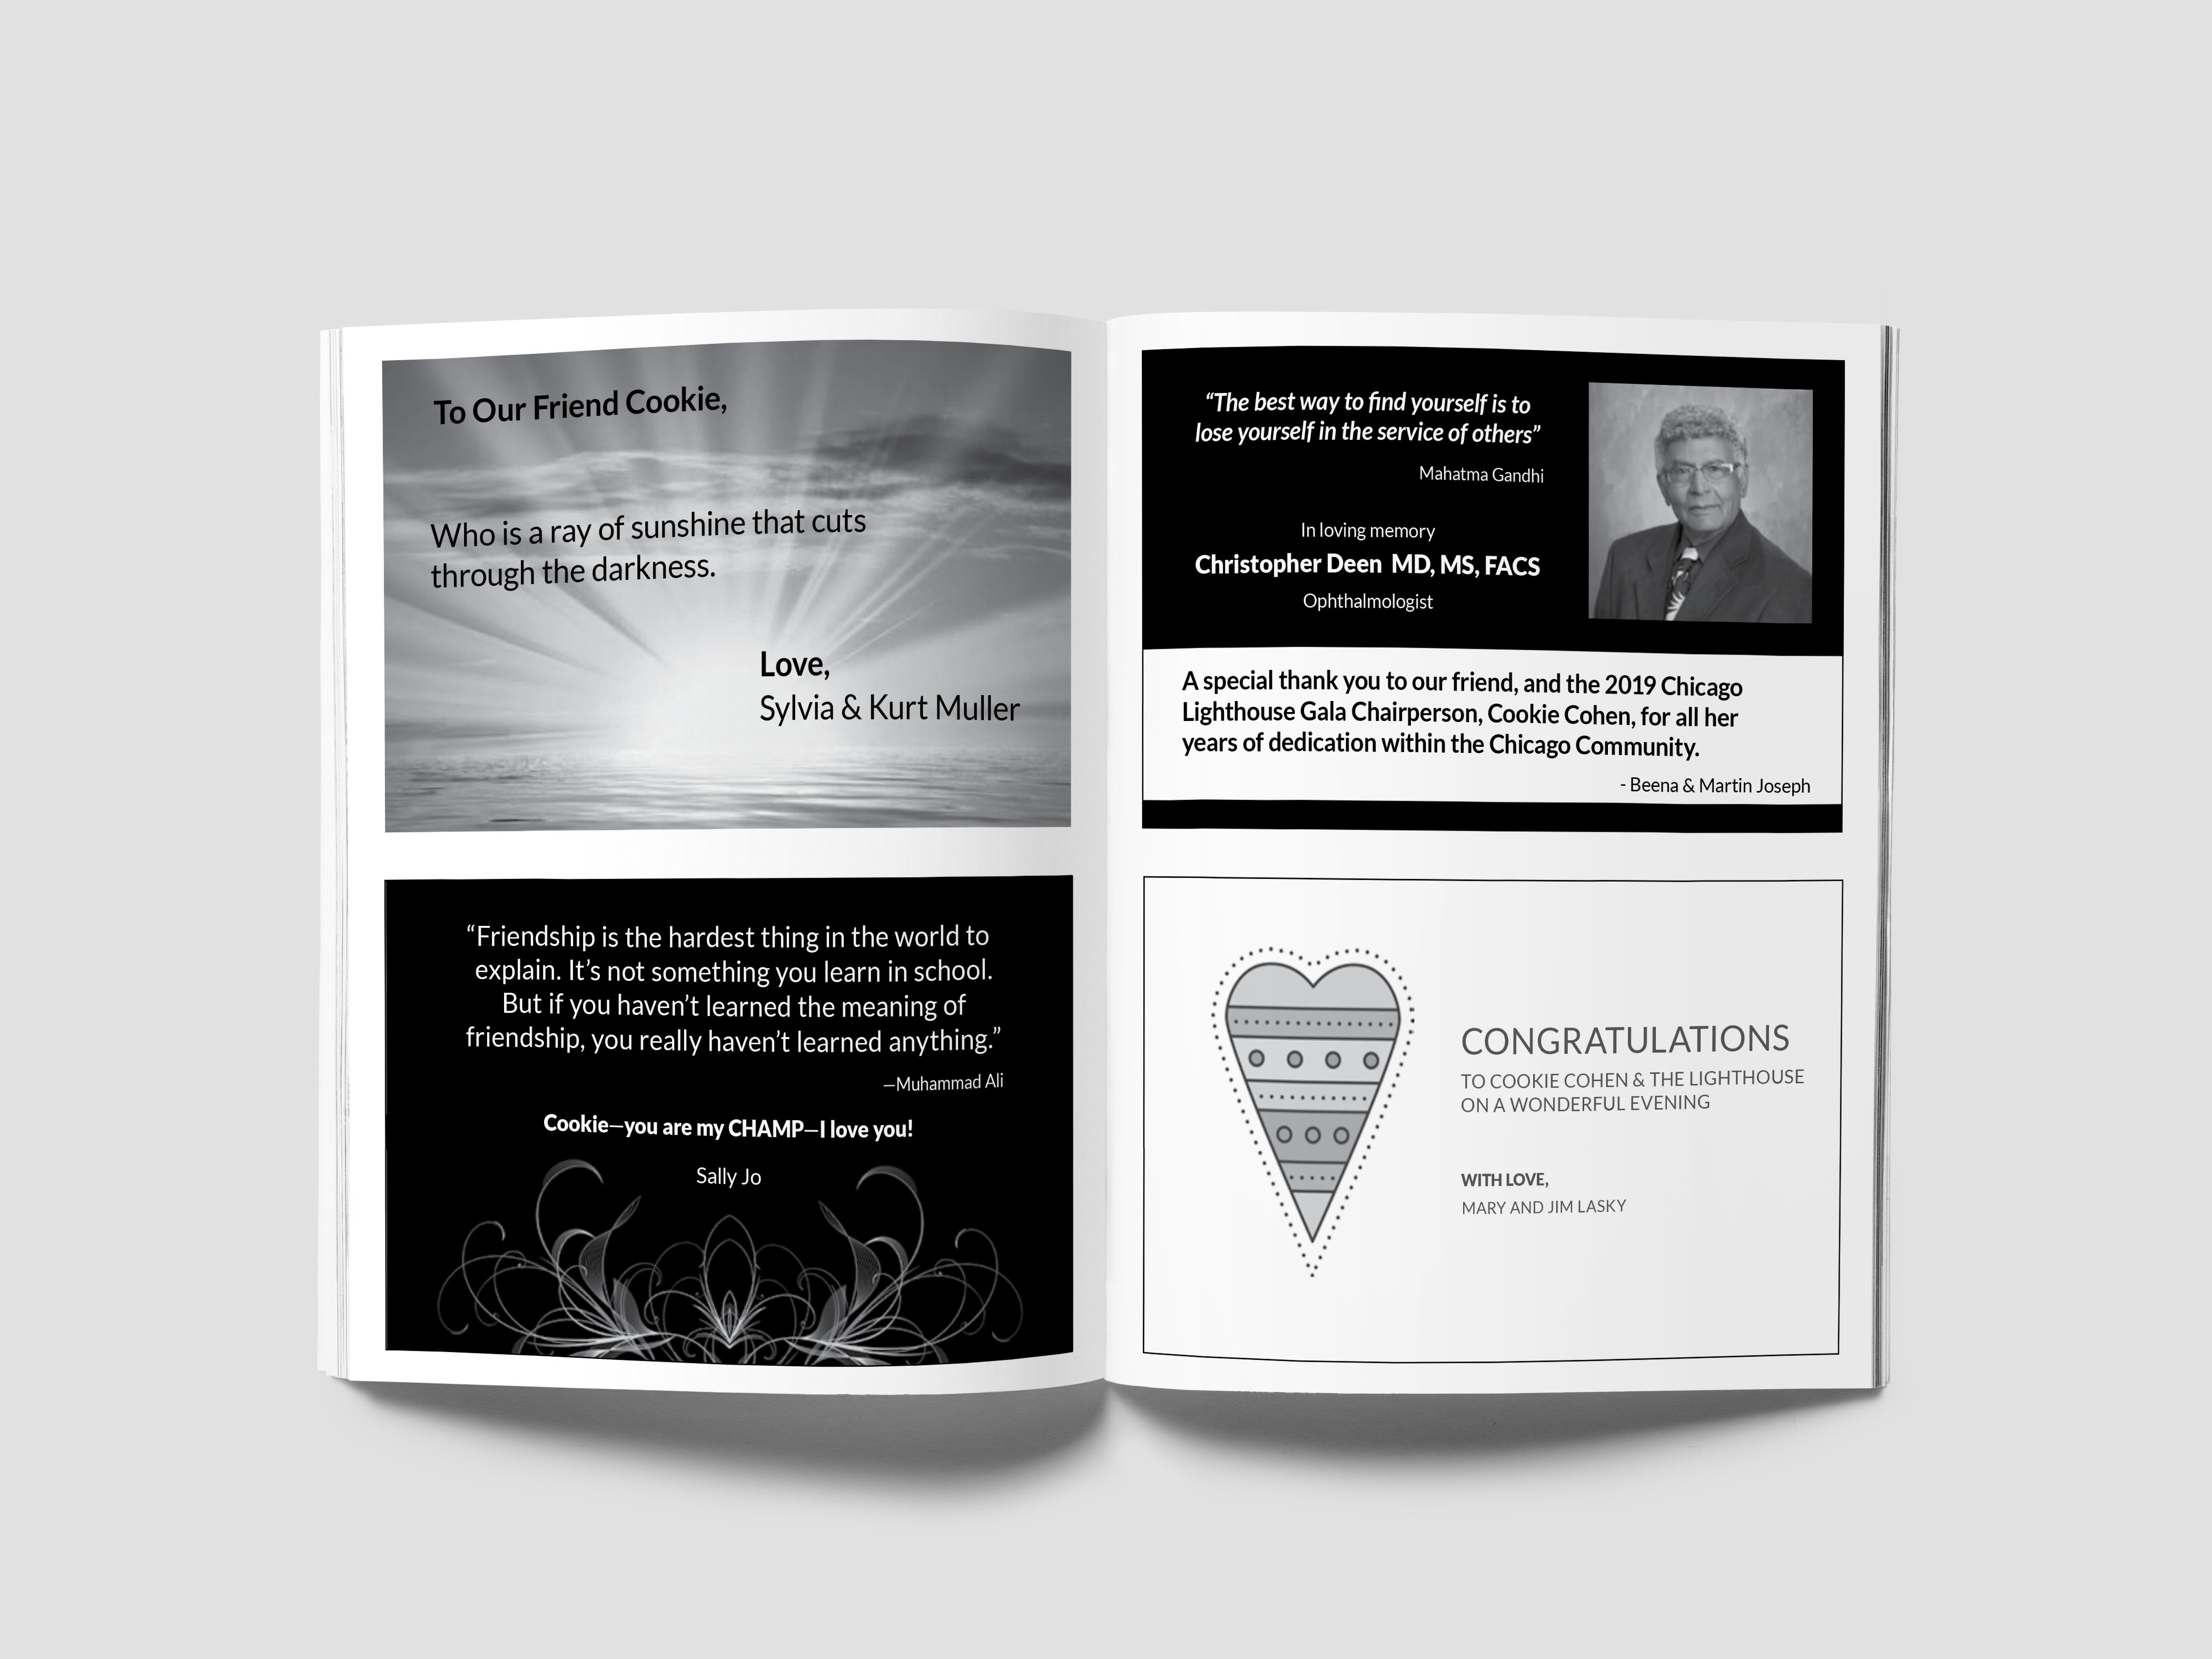 To Our Friend Cookie,
Who is a ray of sunshine that cuts
through the darkness.
Love,
Sylvia & Kurt Muller
“Friendship is the hardest thing in the world to
explain. It’s not something you learn in school.
But if you haven’t learned the meaning of
friendship, you really haven’t learned anything.”
—Muhammad Ali
Cookie—you are my CHAMP—I love you!
Sally Jo
“The best way to find yourself is to
lose yourself in the service of others”
Mahatma Gandhi
In loving memory
Christopher Deen MD, MS, FACS
Ophthalmologist
A special thank you to our friend, and the 2019 Chicago
Lighthouse Gala Chairperson, Cookie Cohen, for all her
years of dedication within the Chicago Community.
- Beena & Martin Joseph
CONGRATULATIONS
TO COOKIE COHEN & THE LIGHTHOUSE
ON A WONDERFUL EVENING
WITH LOVE,
MARY AND JIM LASKY